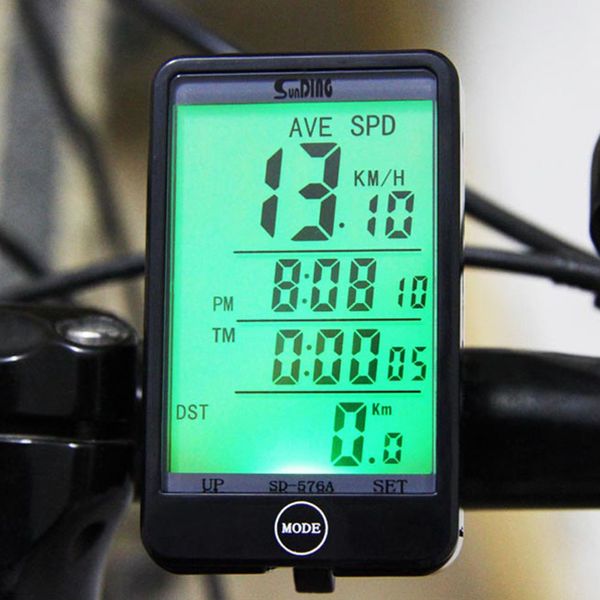 SunDING
AVE SPD
13.10 KM/H
PM 8:08 10
TM 0:00 05
DST 0.0 Km
UP SD-576A SET
MODE